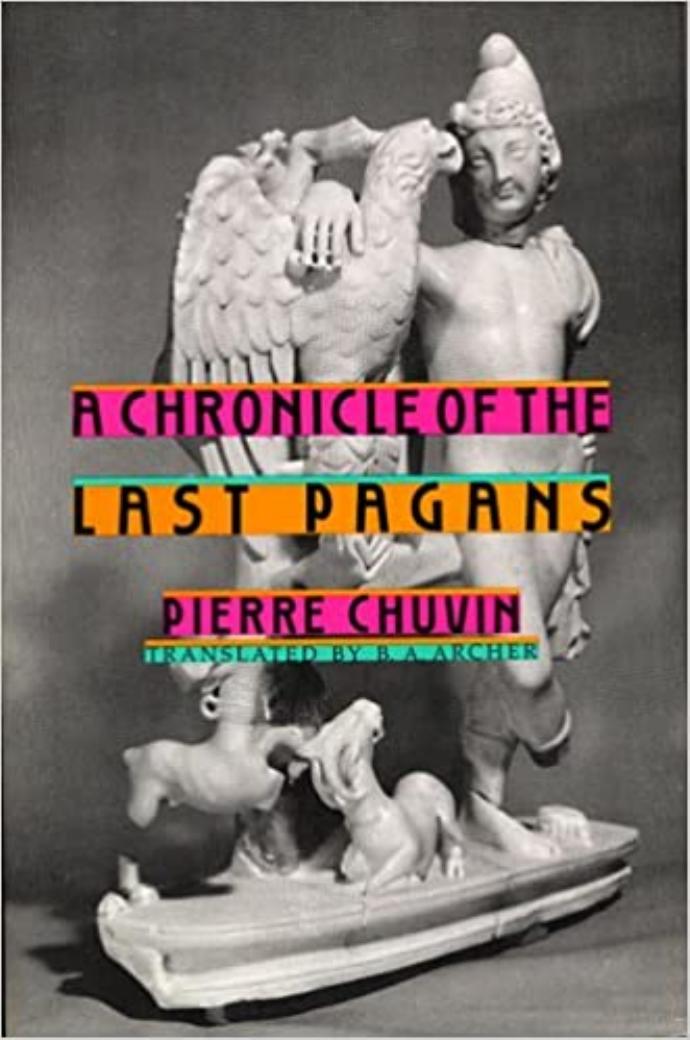 A CHRONICLE OF THE
LAST PAGANS
PIERRE CHUVIN
TRANSLATED BY B. A. ARCHER